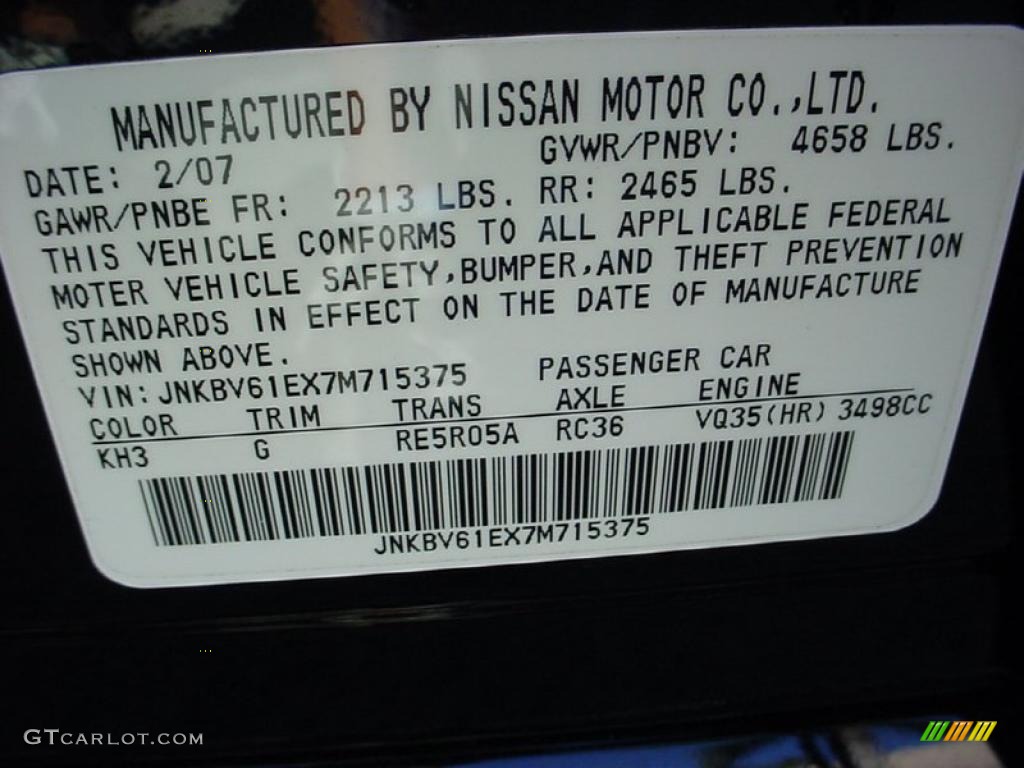 MANUFACTURED BY NISSAN MOTOR CO.,LTD.
DATE: 2/07 GVWR/PNBV: 4658 LBS.
GAWR/PNBE FR: 2213 LBS. RR: 2465 LBS.
THIS VEHICLE CONFORMS TO ALL APPLICABLE FEDERAL
MOTER VEHICLE SAFETY,BUMPER,AND THEFT PREVENTION
STANDARDS IN EFFECT ON THE DATE OF MANUFACTURE
SHOWN ABOVE.
VIN: JNKBV61EX7M715375 PASSENGER CAR
COLOR TRIM TRANS AXLE ENGINE
KH3 G RE5R05A RC36 VQ35(HR) 3498CC
JNKBV61EX7M715375
GTCARLOT.COM